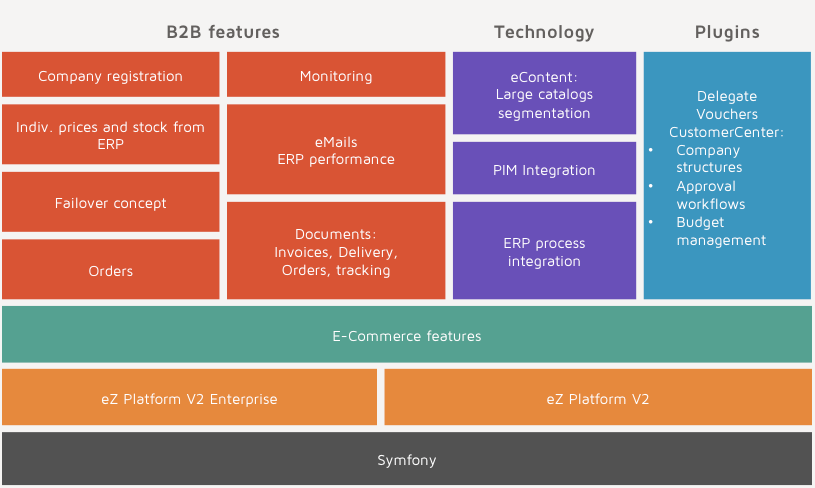 B2B features
Technology
Plugins
Company registration
Indiv. prices and stock from
ERP
Failover concept
Orders
Monitoring
eMails
ERP performance
Documents:
Invoices, Delivery,
Orders, tracking
eContent:
Large catalogs
segmentation
PIM Integration
ERP process
integration
Delegate
Vouchers
CustomerCenter:
• Company
structures
• Approval
workflows
• Budget
management
E-Commerce features
eZ Platform V2 Enterprise
eZ Platform V2
Symfony